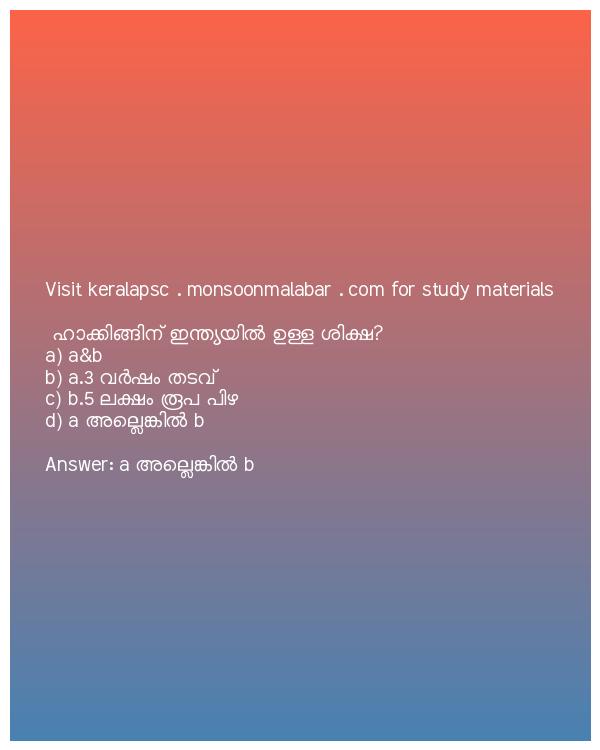 Visit keralapsc . monsoonmalabar . com for study materials
ഹാക്കിങ്ങിന് ഇന്ത്യയിൽ ഉള്ള ശിക്ഷ?
a) a&b
b) a.3 വർഷം തടവ്
c) b.5 ലക്ഷം രൂപ പിഴ
d) a അല്ലെങ്കിൽ b
Answer: a അല്ലെങ്കിൽ b